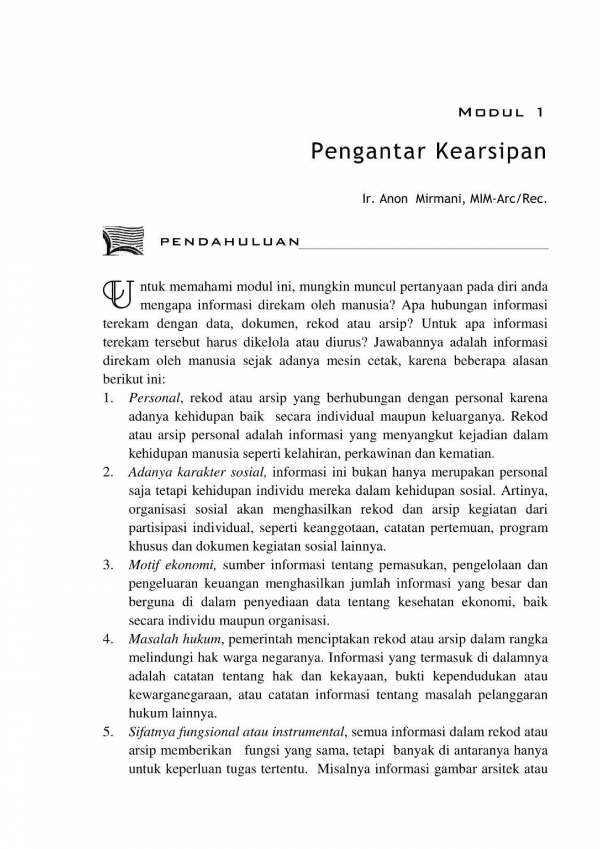 MODUL 1
Pengantar Kearsipan
Ir. Anon Mirmani, MIM-Arc/Rec.
PENDAHULUAN
Untuk memahami modul ini, mungkin muncul pertanyaan pada diri anda
mengapa informasi direkam oleh manusia? Apa hubungan informasi
terekam dengan data, dokumen, rekod atau arsip? Untuk apa informasi
terekam tersebut harus dikelola atau diurus? Jawabannya adalah informasi
direkam oleh manusia sejak adanya mesin cetak, karena beberapa alasan
berikut ini:
1. Personal, rekod atau arsip yang berhubungan dengan personal karena
adanya kehidupan baik secara individual maupun keluarganya. Rekod
atau arsip personal adalah informasi yang menyangkut kejadian dalam
kehidupan manusia seperti kelahiran, perkawinan dan kematian.
2. Adanya karakter sosial, informasi ini bukan hanya merupakan personal
saja tetapi kehidupan individu mereka dalam kehidupan sosial. Artinya,
organisasi sosial akan menghasilkan rekod dan arsip kegiatan dari
partisipasi individual, seperti keanggotaan, catatan pertemuan, program
khusus dan dokumen kegiatan sosial lainnya.
3. Motif ekonomi, sumber informasi tentang pemasukan, pengelolaan dan
pengeluaran keuangan menghasilkan jumlah informasi yang besar dan
berguna di dalam penyediaan data tentang kesehatan ekonomi, baik
secara individu maupun organisasi.
4. Masalah hukum, pemerintah menciptakan rekod atau arsip dalam rangka
melindungi hak warga negaranya. Informasi yang termasuk di dalamnya
adalah catatan tentang hak dan kekayaan, bukti kependudukan atau
kewarganegaraan, atau catatan informasi tentang masalah pelanggaran
hukum lainnya.
5. Sifatnya fungsional atau instrumental, semua informasi dalam rekod atau
arsip memberikan fungsi yang sama, tetapi banyak di antaranya hanya
untuk keperluan tugas tertentu. Misalnya informasi gambar arsitek atau